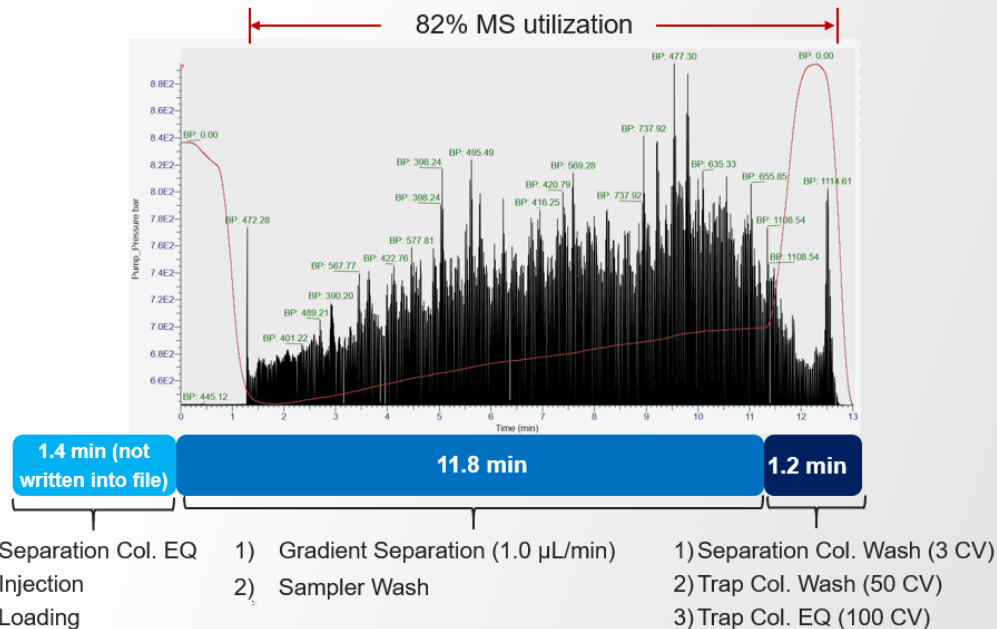 82% MS utilization
BP: 477.30
BP: 0.00
8.8E2
8.6E2
8.4E2
8.2E2
8.0E2
7.8E2
7.6E2
7.4E2
7.2E2
7.0E2
6.8E2
6.6E2
Pump_Pressure bar
BP: 0.00
BP: 472.28
BP: 445.12
BP: 401.22
BP: 489.21
BP: 390.20
BP: 567.77
BP: 422.76
BP: 577.81
BP: 398.24
BP: 398.24
BP: 495.49
BP: 416.25
BP: 420.79
BP: 569.28
BP: 737.92
BP: 737.92
BP: 635.33
BP: 655.85
BP: 1108.54
BP: 1108.54
BP: 1114.61
0 1 2 3 4 5 6 7 8 9 10 11 12 13
Time (min)
1.4 min (not
written into file)
11.8 min
1.2 min
Separation Col. EQ
Injection
Loading
1) Gradient Separation (1.0 µL/min)
2) Sampler Wash
1) Separation Col. Wash (3 CV)
2) Trap Col. Wash (50 CV)
3) Trap Col. EQ (100 CV)